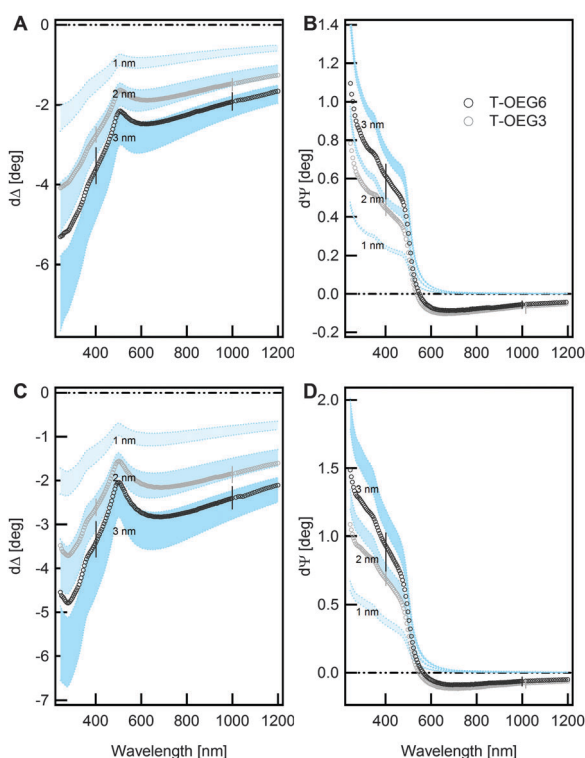 A
0
-2
-4
-6
dΔ [deg]
1 nm
2 nm
3 nm
400 600 800 1000 1200
B
1.4
1.2
1.0
0.8
0.6
0.4
0.2
0.0
-0.2
dΨ [deg]
T-OEG6
T-OEG3
3 nm
2 nm
1 nm
400 600 800 1000 1200
C
0
-1
-2
-3
-4
-5
-6
-7
dΔ [deg]
1 nm
2 nm
3 nm
400 600 800 1000 1200
Wavelength [nm]
D
2.0
1.5
1.0
0.5
0.0
dΨ [deg]
3 nm
2 nm
1 nm
400 600 800 1000 1200
Wavelength [nm]